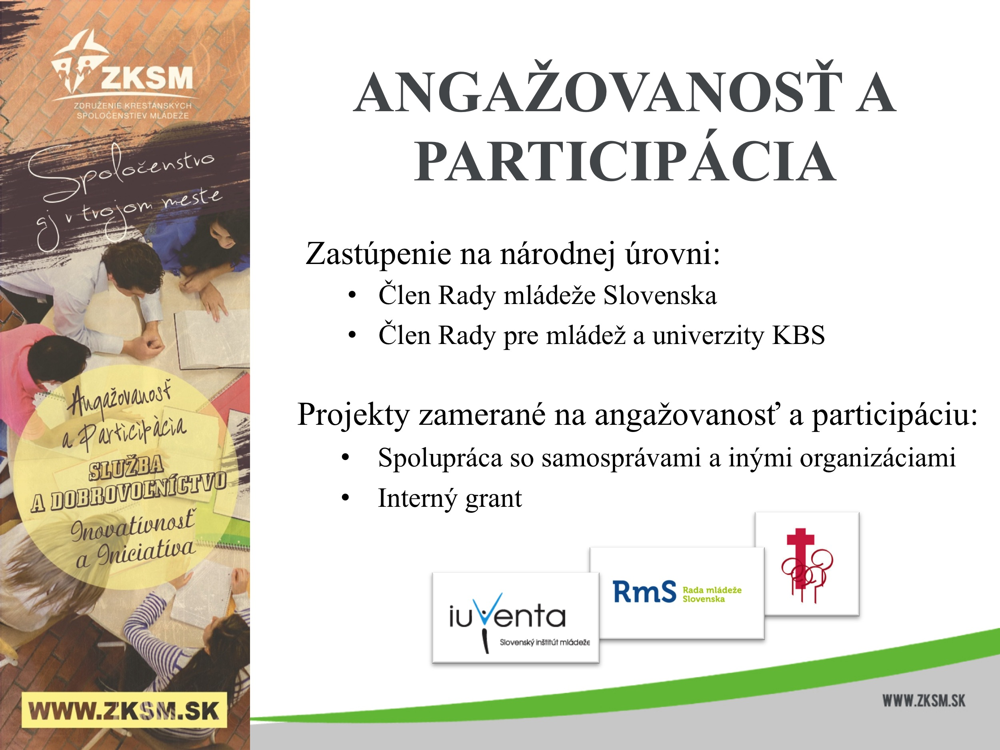 ZKSM
ZDRUŽENIE KRESŤANSKÝCH
SPOLOČENSTIEV MLÁDEŽE
Spoločenstvo
aj v tvojom meste
Angažovanosť
a Participácia
SLUŽBA
A DOBROVOĽNÍCTVO
Inovatívnosť
a Iniciatíva
WWW.ZKSM.SK
ANGAŽOVANOSŤ A
PARTICIPÁCIA
Zastúpenie na národnej úrovni:
• Člen Rady mládeže Slovenska
• Člen Rady pre mládež a univerzity KBS
Projekty zamerané na angažovanosť a participáciu:
• Spolupráca so samosprávami a inými organizáciami
• Interný grant
iuventa
Slovenský inštitút mládeže
RmS
Rada mládeže
Slovenska
WWW.ZKSM.SK